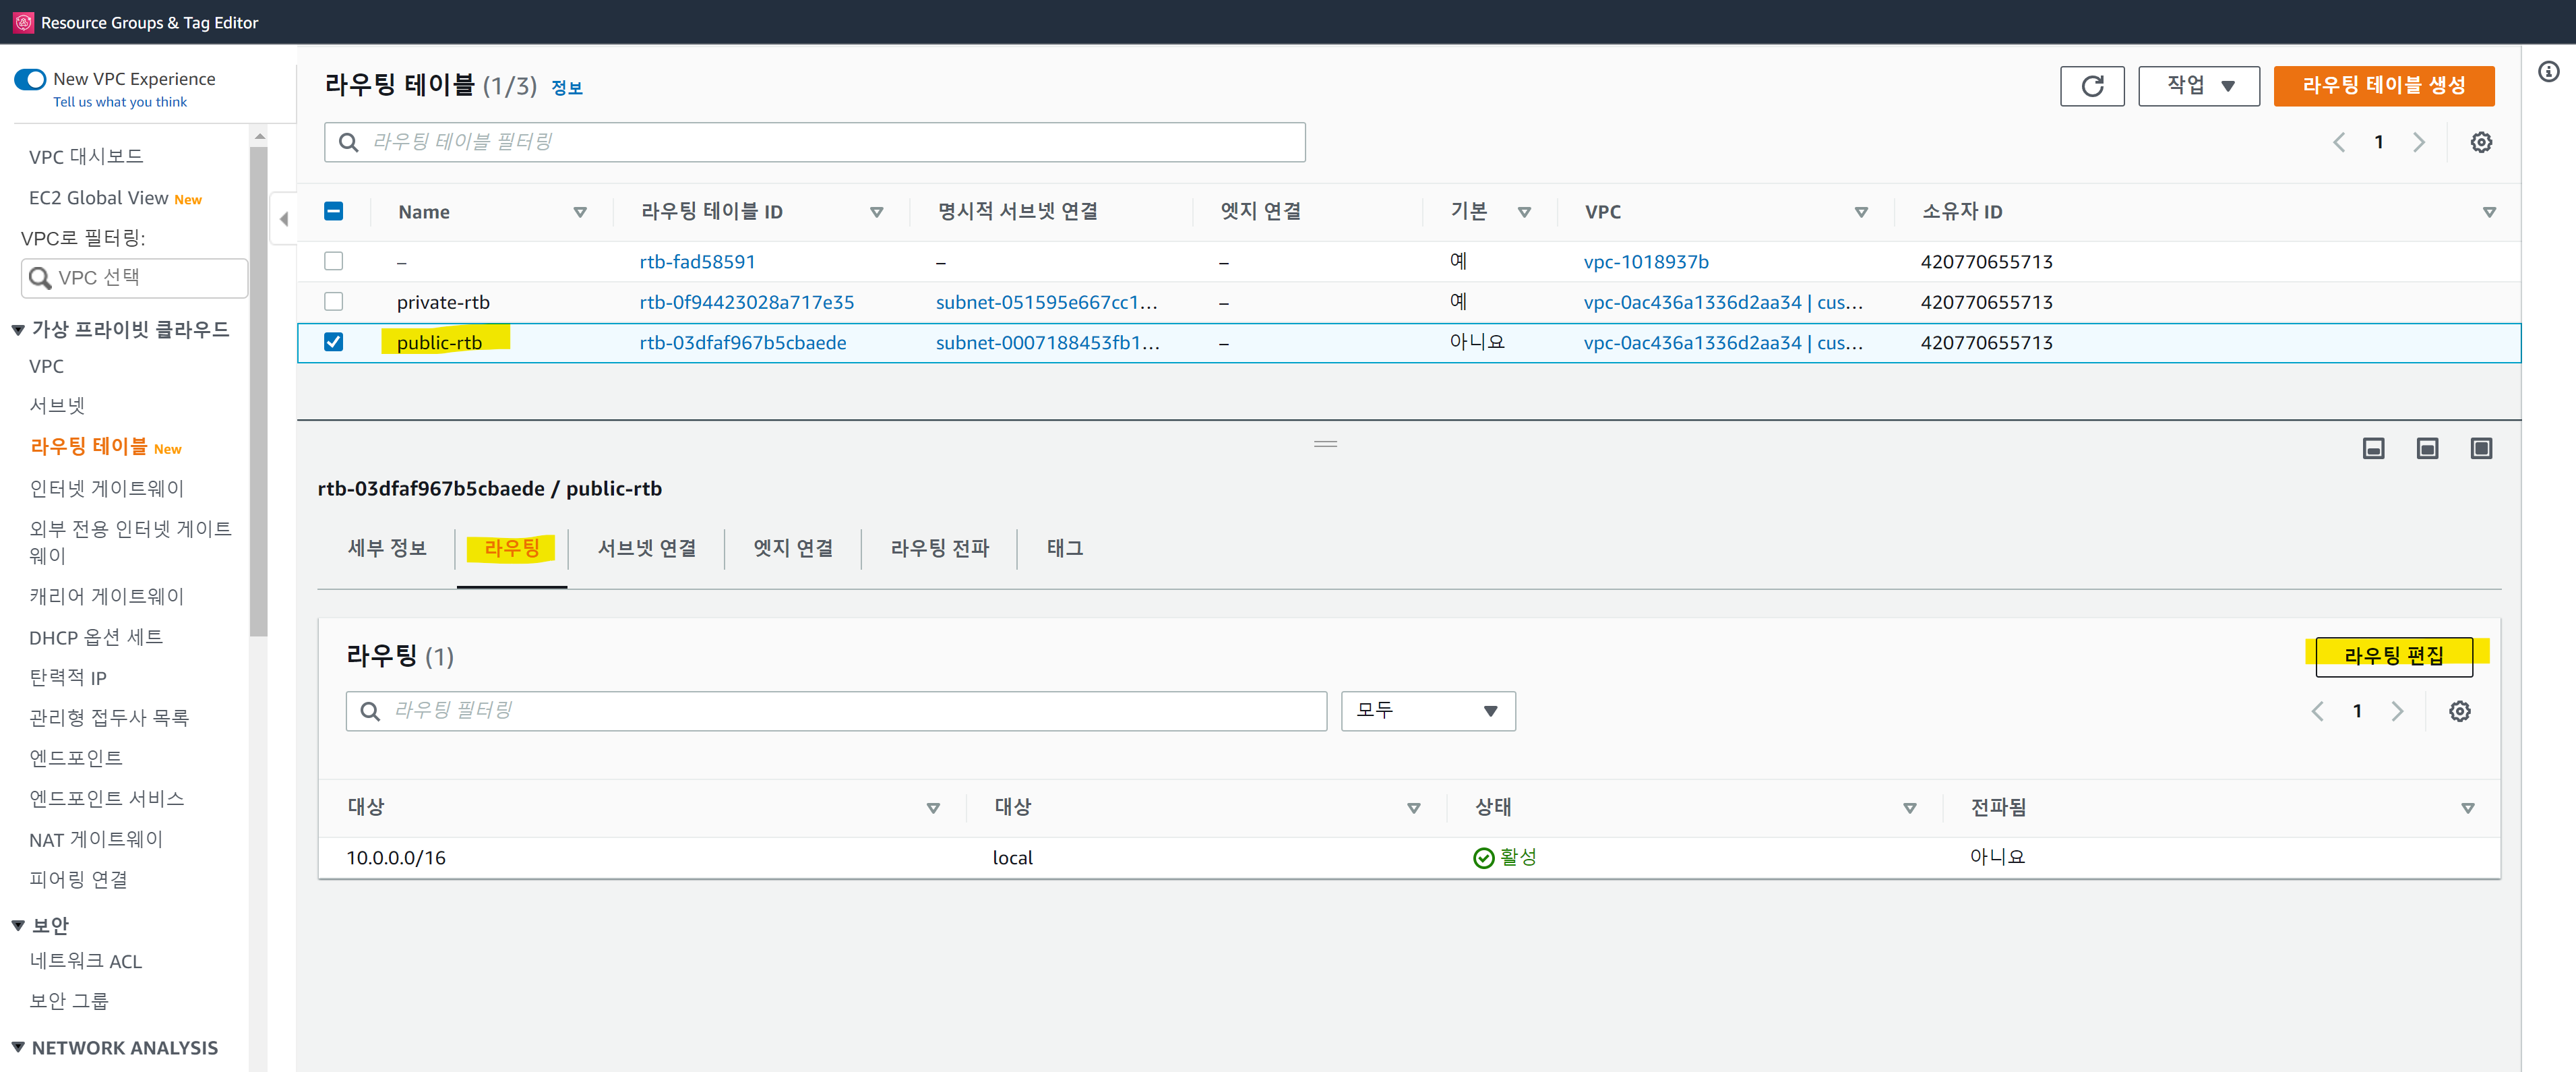 Resource Groups & Tag Editor
New VPC Experience
Tell us what you think
VPC 대시보드
EC2 Global View New
VPC로 필터링:
VPC 선택
가상 프라이빗 클라우드
VPC
서브넷
라우팅 테이블 New
인터넷 게이트웨이
외부 전용 인터넷 게이트
웨이
캐리어 게이트웨이
DHCP 옵션 세트
탄력적 IP
관리형 접두사 목록
엔드포인트
엔드포인트 서비스
NAT 게이트웨이
피어링 연결
보안
네트워크 ACL
보안 그룹
NETWORK ANALYSIS
라우팅 테이블 (1/3) 정보
작업
라우팅 테이블 생성
라우팅 테이블 필터링
1
Name 라우팅 테이블 ID 명시적 서브넷 연결 엣지 연결 기본 VPC 소유자 ID
– rtb-fad58591 – – 예 vpc-1018937b 420770655713
private-rtb rtb-0f94423028a717e35 subnet-051595e667cc1... – 예 vpc-0ac436a1336d2aa34 | cus... 420770655713
public-rtb rtb-03dfaf967b5cbaede subnet-0007188453fb1... – 아니요 vpc-0ac436a1336d2aa34 | cus... 420770655713
rtb-03dfaf967b5cbaede / public-rtb
세부 정보 라우팅 서브넷 연결 엣지 연결 라우팅 전파 태그
라우팅 (1)
라우팅 편집
라우팅 필터링
모두
1
대상 대상 상태 전파됨
10.0.0.0/16 local 활성 아니요